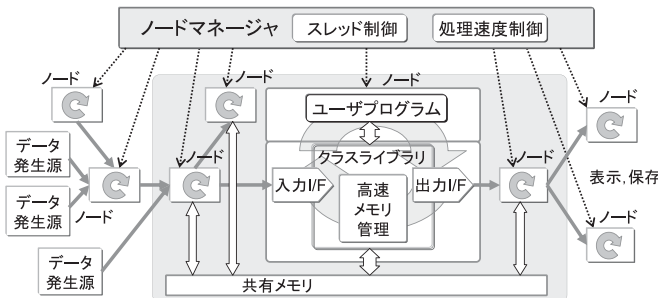 ノードマネージャ
スレッド制御
処理速度制御
ノード
ノード
ノード
ノード
データ
発生源
データ
発生源
ノード
データ
発生源
ノード
ユーザプログラム
クラスライブラリ
入力I/F
高速
メモリ
管理
出力I/F
ノード
ノード
表示,保存
ノード
共有メモリ